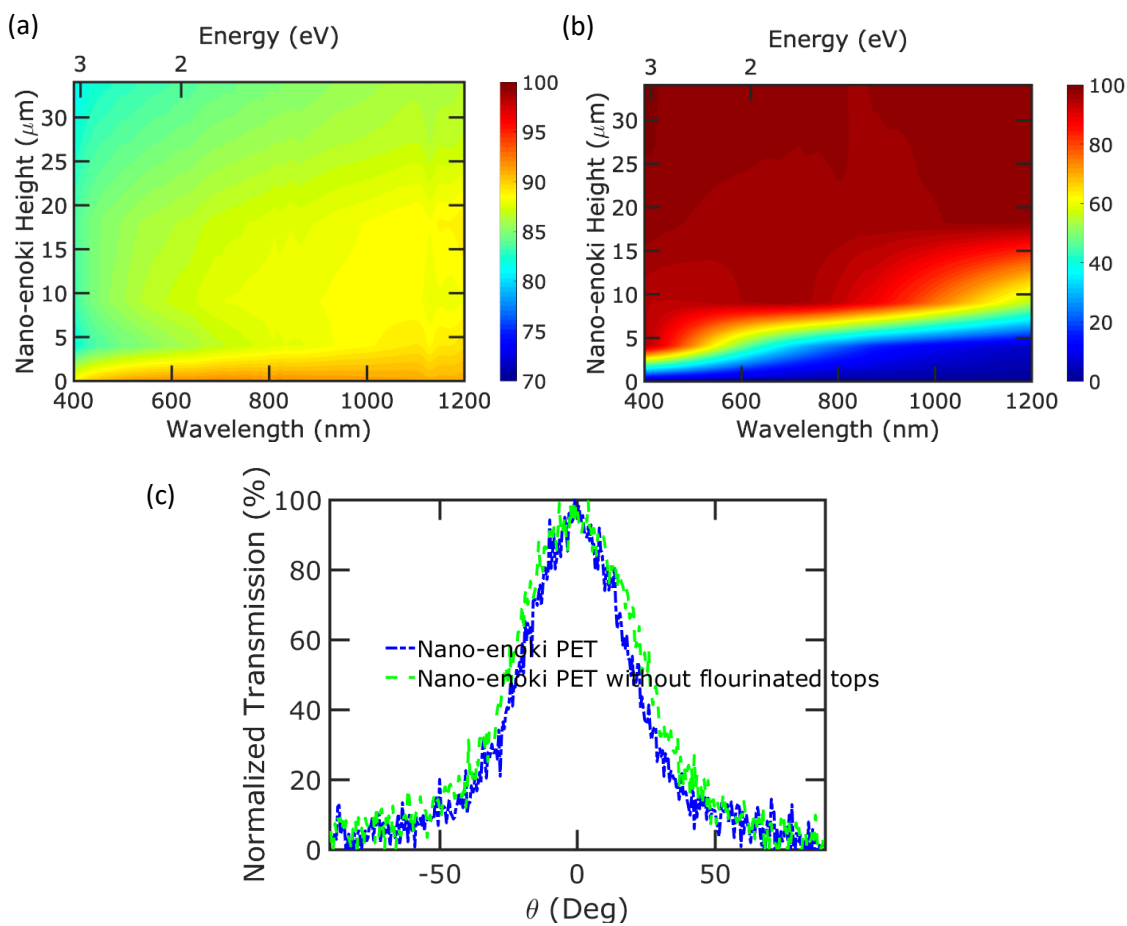 (a)
Energy (eV)
3 2
Nano-enoki Height (μm)
30
25
20
15
10
5
0
400 600 800 1000 1200
Wavelength (nm)
100
95
90
85
80
75
70
(b)
Energy (eV)
3 2
Nano-enoki Height (μm)
30
25
20
15
10
5
0
400 600 800 1000 1200
Wavelength (nm)
100
80
60
40
20
0
(c)
Normalized Transmission (%)
100
80
60
40
20
0
Nano-enoki PET
Nano-enoki PET without flourinated tops
-50 0 50
θ (Deg)